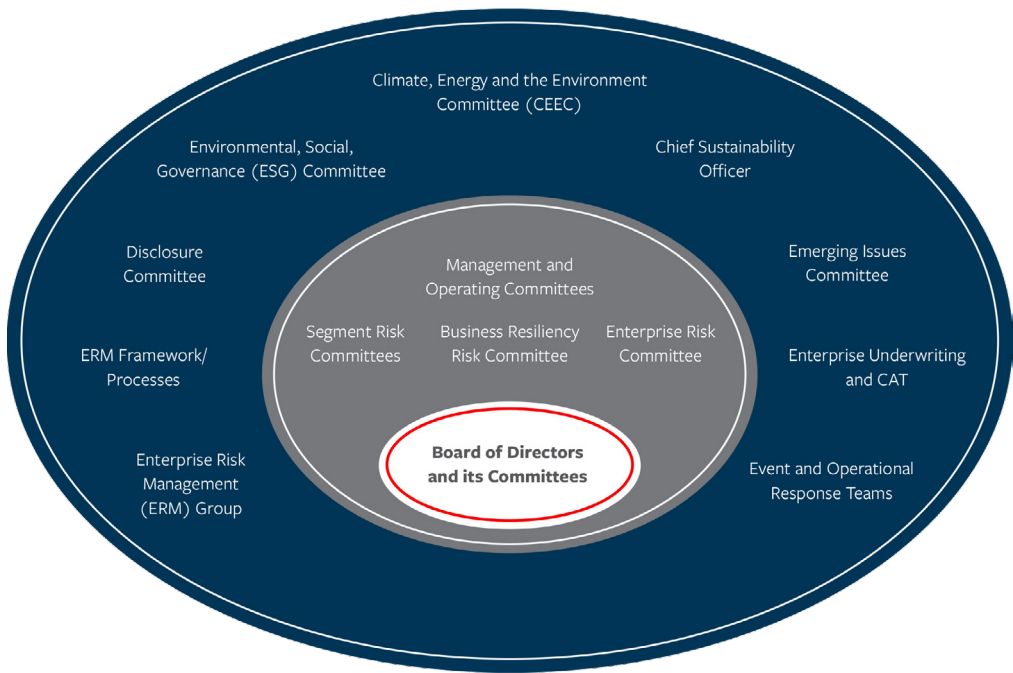 Climate, Energy and the Environment
Committee (CEEC)
Environmental, Social,
Governance (ESG) Committee
Chief Sustainability
Officer
Disclosure
Committee
Emerging Issues
Committee
Management and
Operating Committees
Segment Risk
Committees
Business Resiliency
Risk Committee
Enterprise Risk
Committee
ERM Framework/
Processes
Enterprise Underwriting
and CAT
Board of Directors
and its Committees
Enterprise Risk
Management
(ERM) Group
Event and Operational
Response Teams